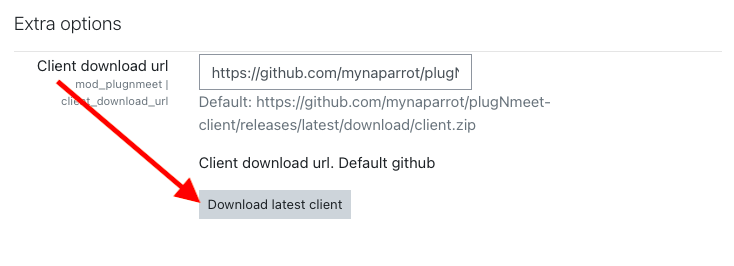 Extra options
Client download url
mod_plugnmeet |
client_download_url
https://github.com/mynaparrot/plugN
Default: https://github.com/mynaparrot/plugNmeet-
client/releases/latest/download/client.zip
Client download url. Default github
Download latest client